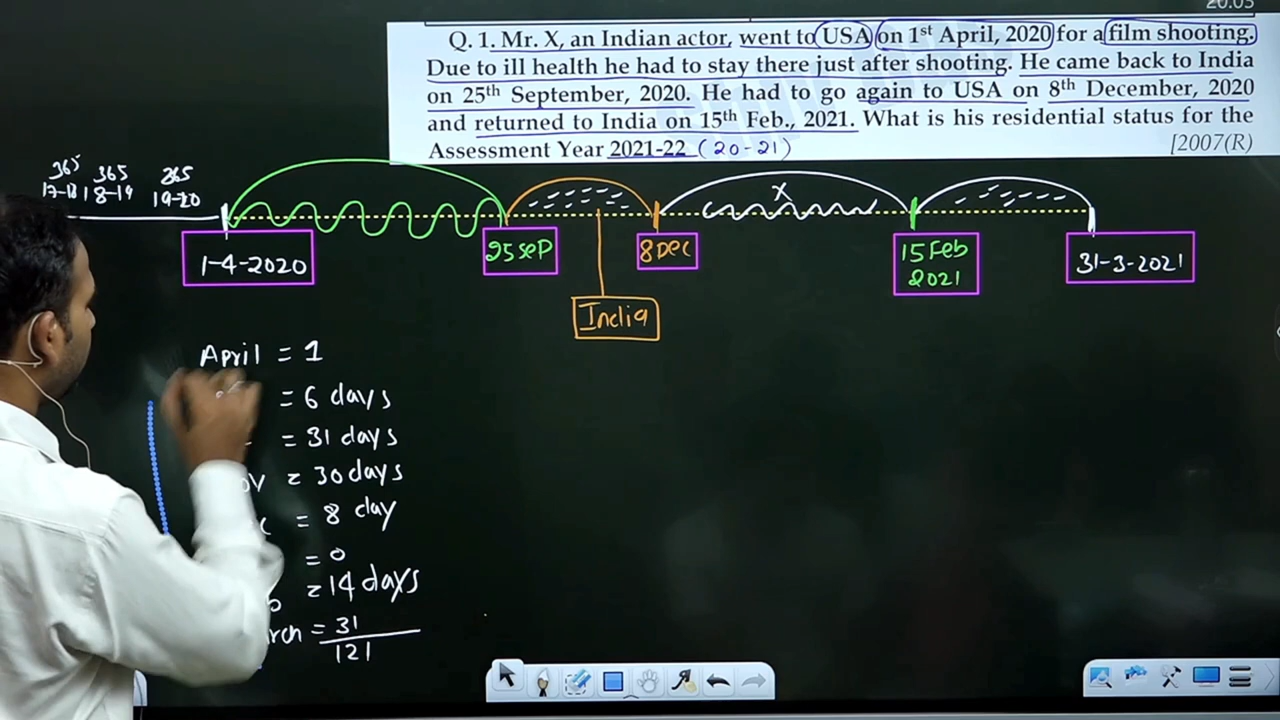 20:05
Q. 1. Mr. X, an Indian actor, went to USA on 1st April, 2020 for a film shooting.
Due to ill health he had to stay there just after shooting. He came back to India
on 25th September, 2020. He had to go again to USA on 8th December, 2020
and returned to India on 15th Feb., 2021. What is his residential status for the
Assessment Year 2021-22 (20-21) [2007(R)
365 365 265
17-18 18-19 19-20
X
1-4-2020
25 Sep
8 Dec
15 Feb
2021
31-3-2021
India
April = 1
= 6 days
= 31 days
= 30 days
= 8 day
= 0
= 14 days
rch = 31
121